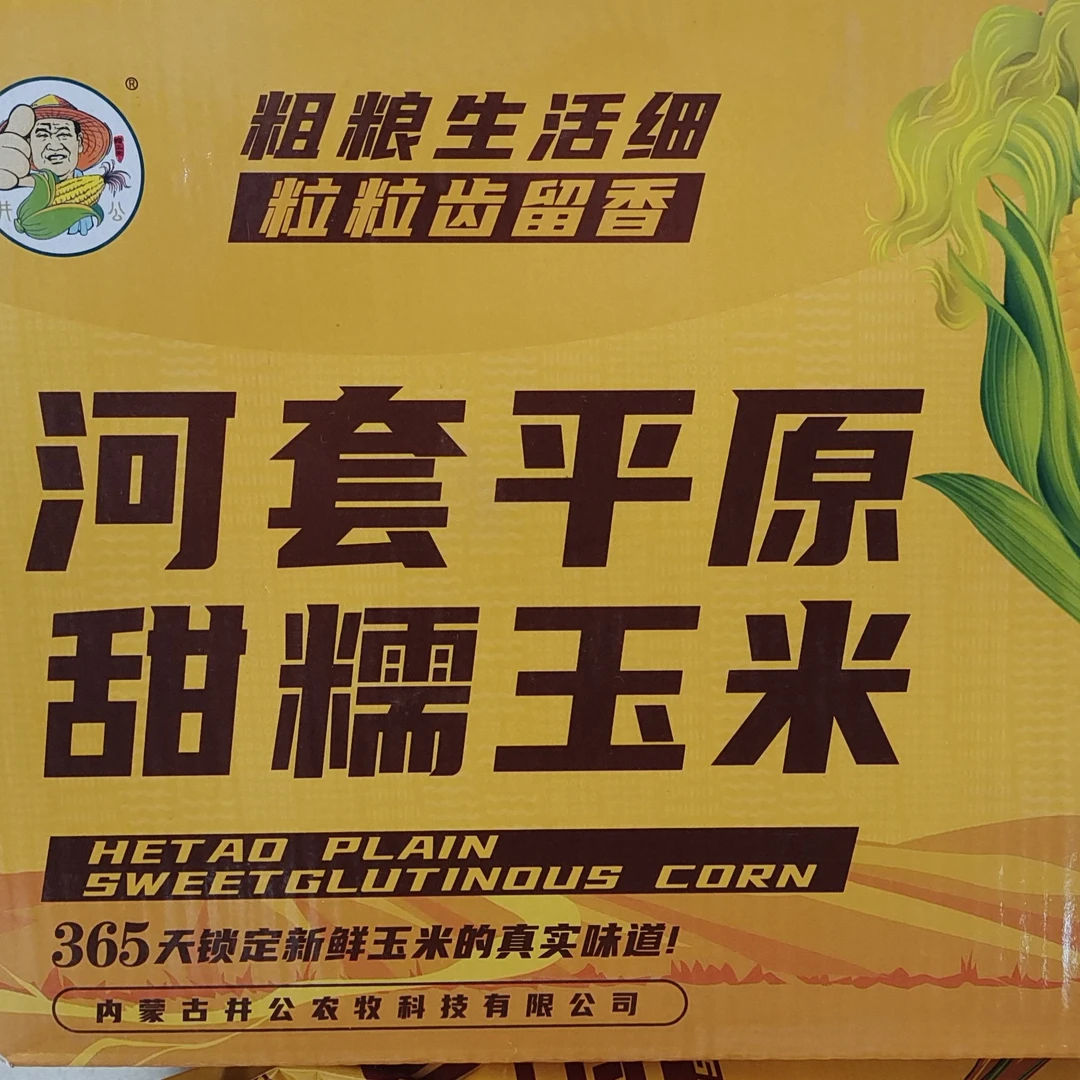 ®
粗粮生活细
粒粒齿留香
井 公
河套平原
甜糯玉米
HETAO PLAIN
SWEETGLUTINOUS CORN
365天锁定新鲜玉米的真实味道!
内蒙古井公农牧科技有限公司